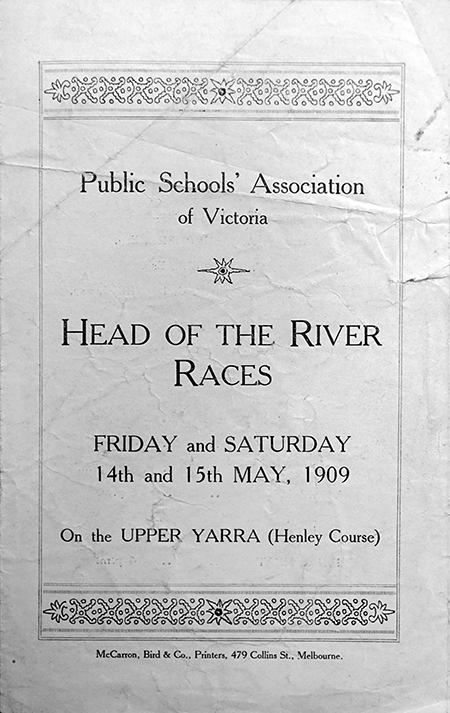 Public Schools' Association
of Victoria
HEAD OF THE RIVER
RACES
FRIDAY and SATURDAY
14th and 15th MAY, 1909
On the UPPER YARRA (Henley Course)
McCarron, Bird & Co., Printers, 479 Collins St., Melbourne.